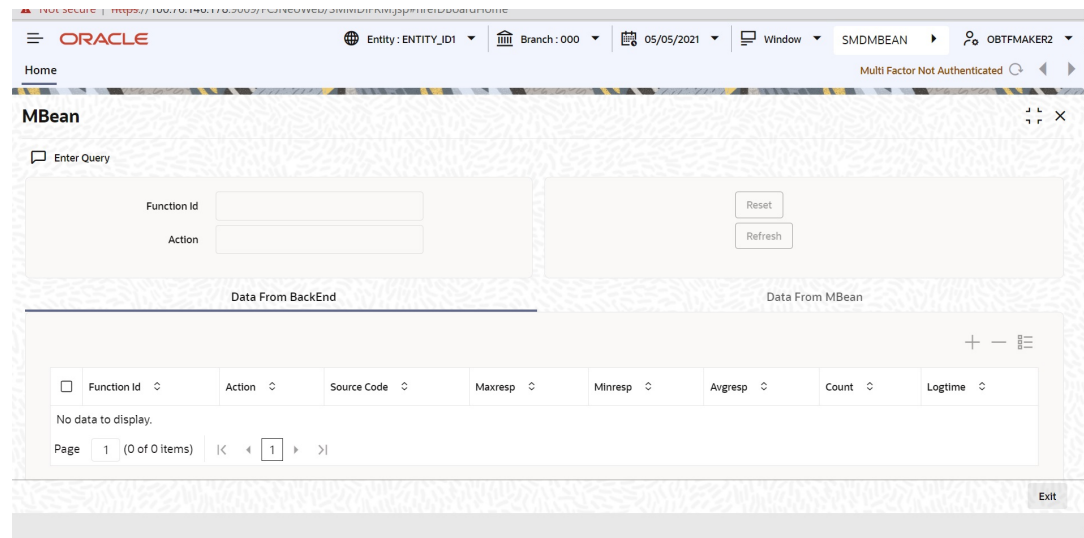 Not secure
ORACLE
Entity : ENTITY_ID1
Branch : 000
05/05/2021
Window
SMDMBEAN
OBTFMAKER2
Home
Multi Factor Not Authenticated
MBean
Enter Query
Function Id
Reset
Action
Refresh
Data From BackEnd
Data From MBean
Function Id Action Source Code Maxresp Minresp Avgresp Count Logtime
No data to display.
Page 1 (0 of 0 items) 1
Exit